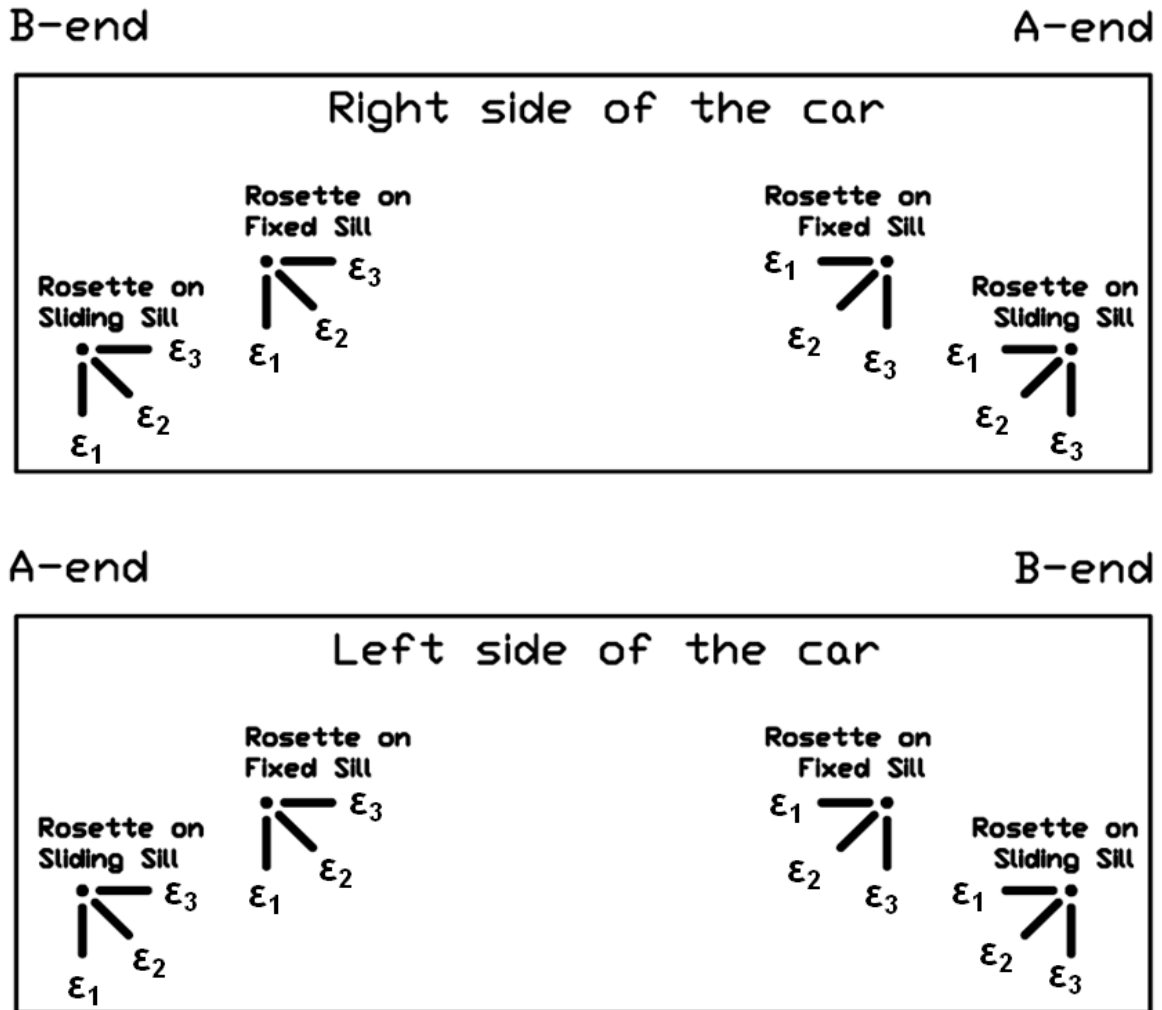 B-end A-end
Right side of the car
Rosette on Rosette on
Fixed Sill Fixed Sill
ε3 ε1
Rosette on Rosette on
Sliding Sill Sliding Sill
ε2 ε2
ε3 ε1 ε3 ε1
ε2 ε2
ε1 ε3
A-end B-end
Left side of the car
Rosette on Rosette on
Fixed Sill Fixed Sill
ε3 ε1
Rosette on Rosette on
Sliding Sill Sliding Sill
ε2 ε2
ε3 ε1 ε3 ε1
ε2 ε2
ε1 ε3